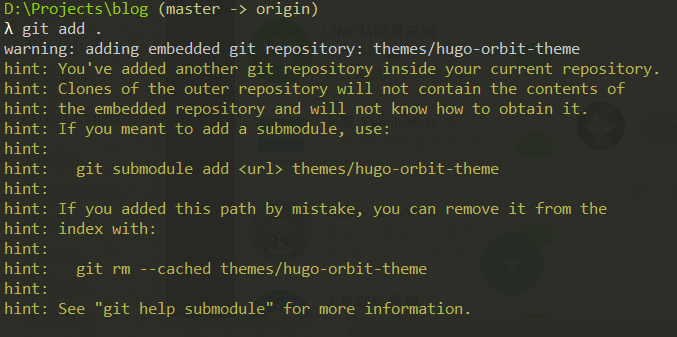 D:\Projects\blog (master -> origin)
λ git add .
warning: adding embedded git repository: themes/hugo-orbit-theme
hint: You've added another git repository inside your current repository.
hint: Clones of the outer repository will not contain the contents of
hint: the embedded repository and will not know how to obtain it.
hint: If you meant to add a submodule, use:
hint:
hint:   git submodule add <url> themes/hugo-orbit-theme
hint:
hint: If you added this path by mistake, you can remove it from the
hint: index with:
hint:
hint:   git rm --cached themes/hugo-orbit-theme
hint:
hint: See "git help submodule" for more information.